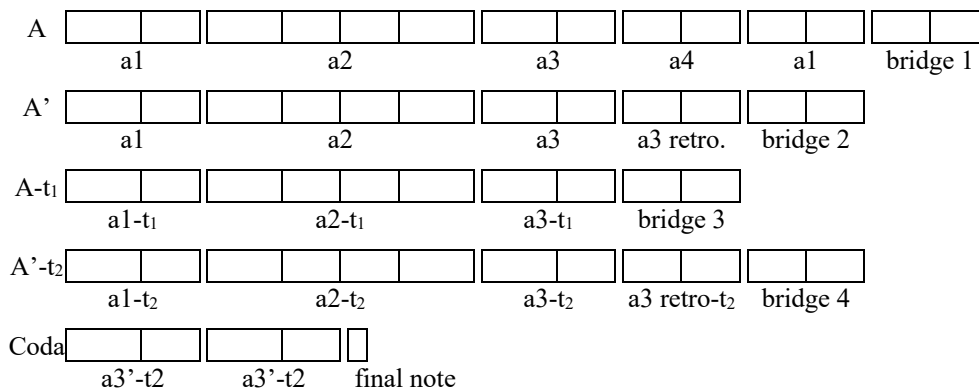 A
a1 a2 a3 a4 a1 bridge 1
A’
a1 a2 a3 a3 retro. bridge 2
A-t₁
a1-t₁ a2-t₁ a3-t₁ bridge 3
A’-t₂
a1-t₂ a2-t₂ a3-t₂ a3 retro-t₂ bridge 4
Coda
a3’-t2 a3’-t2 final note